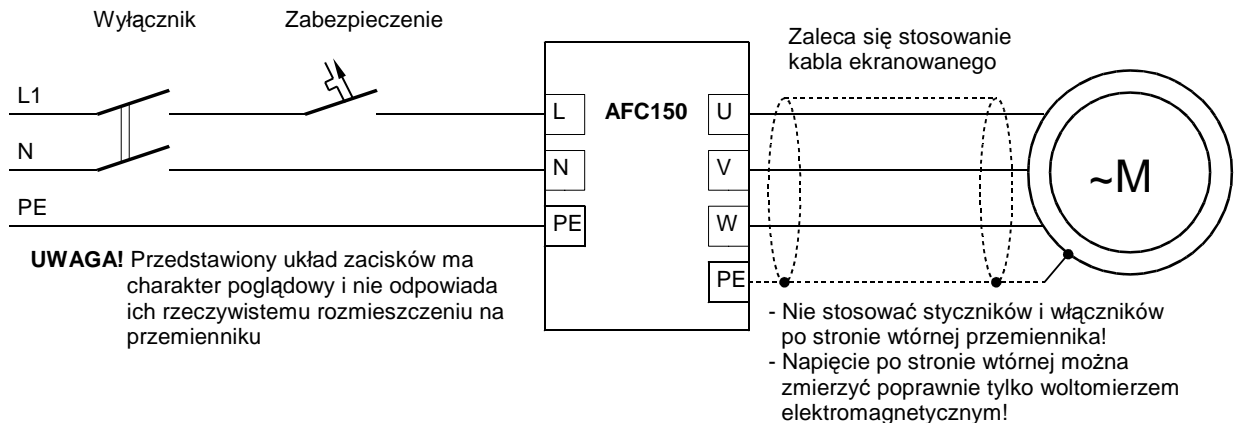 Wyłącznik
Zabezpieczenie
Zaleca się stosowanie
kabla ekranowanego
L1
L
AFC150
U
N
N
V
~M
PE
PE
W
PE
UWAGA! Przedstawiony układ zacisków ma
charakter poglądowy i nie odpowiada
ich rzeczywistemu rozmieszczeniu na
przemienniku
- Nie stosować styczników i włączników
po stronie wtórnej przemiennika!
- Napięcie po stronie wtórnej można
zmierzyć poprawnie tylko woltomierzem
elektromagnetycznym!